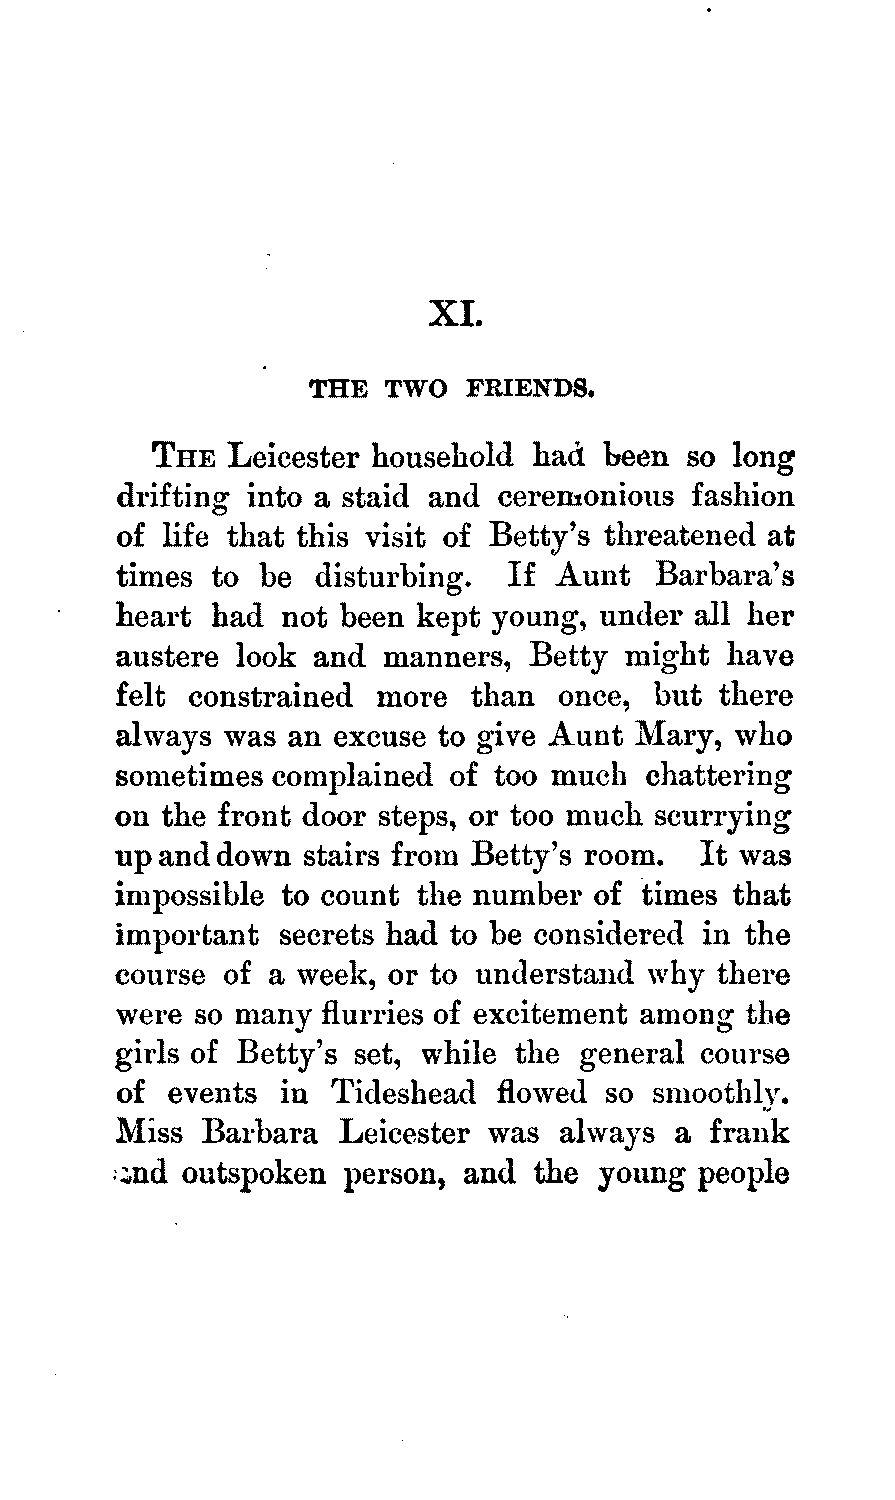 XI.
THE TWO FRIENDS.
THE Leicester household had been so long
drifting into a staid and ceremonious fashion
of life that this visit of Betty's threatened at
times to be disturbing. If Aunt Barbara's
heart had not been kept young, under all her
austere look and manners, Betty might have
felt constrained more than once, but there
always was an excuse to give Aunt Mary, who
sometimes complained of too much chattering
on the front door steps, or too much scurrying
up and down stairs from Betty's room. It was
impossible to count the number of times that
important secrets had to be considered in the
course of a week, or to understand why there
were so many flurries of excitement among the
girls of Betty's set, while the general course
of events in Tideshead flowed so smoothly.
Miss Barbara Leicester was always a frank
and outspoken person, and the young people